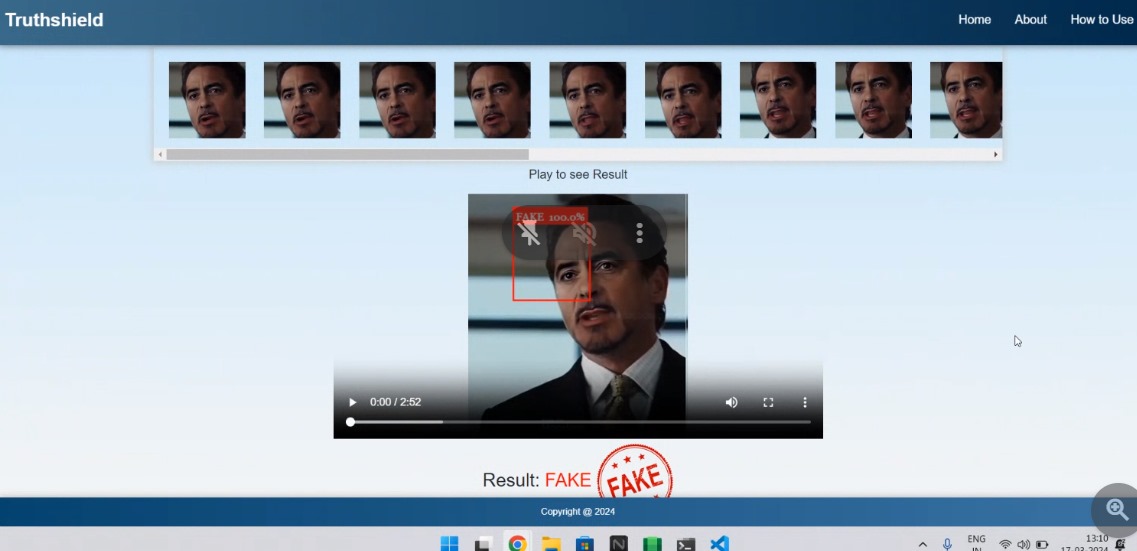 Truthshield
Home About How to Use
Play to see Result
FAKE 100.0%
0:00 / 2:52
Result: FAKE FAKE
Copyright @ 2024
ENG
IN
13:10
17-03-2024